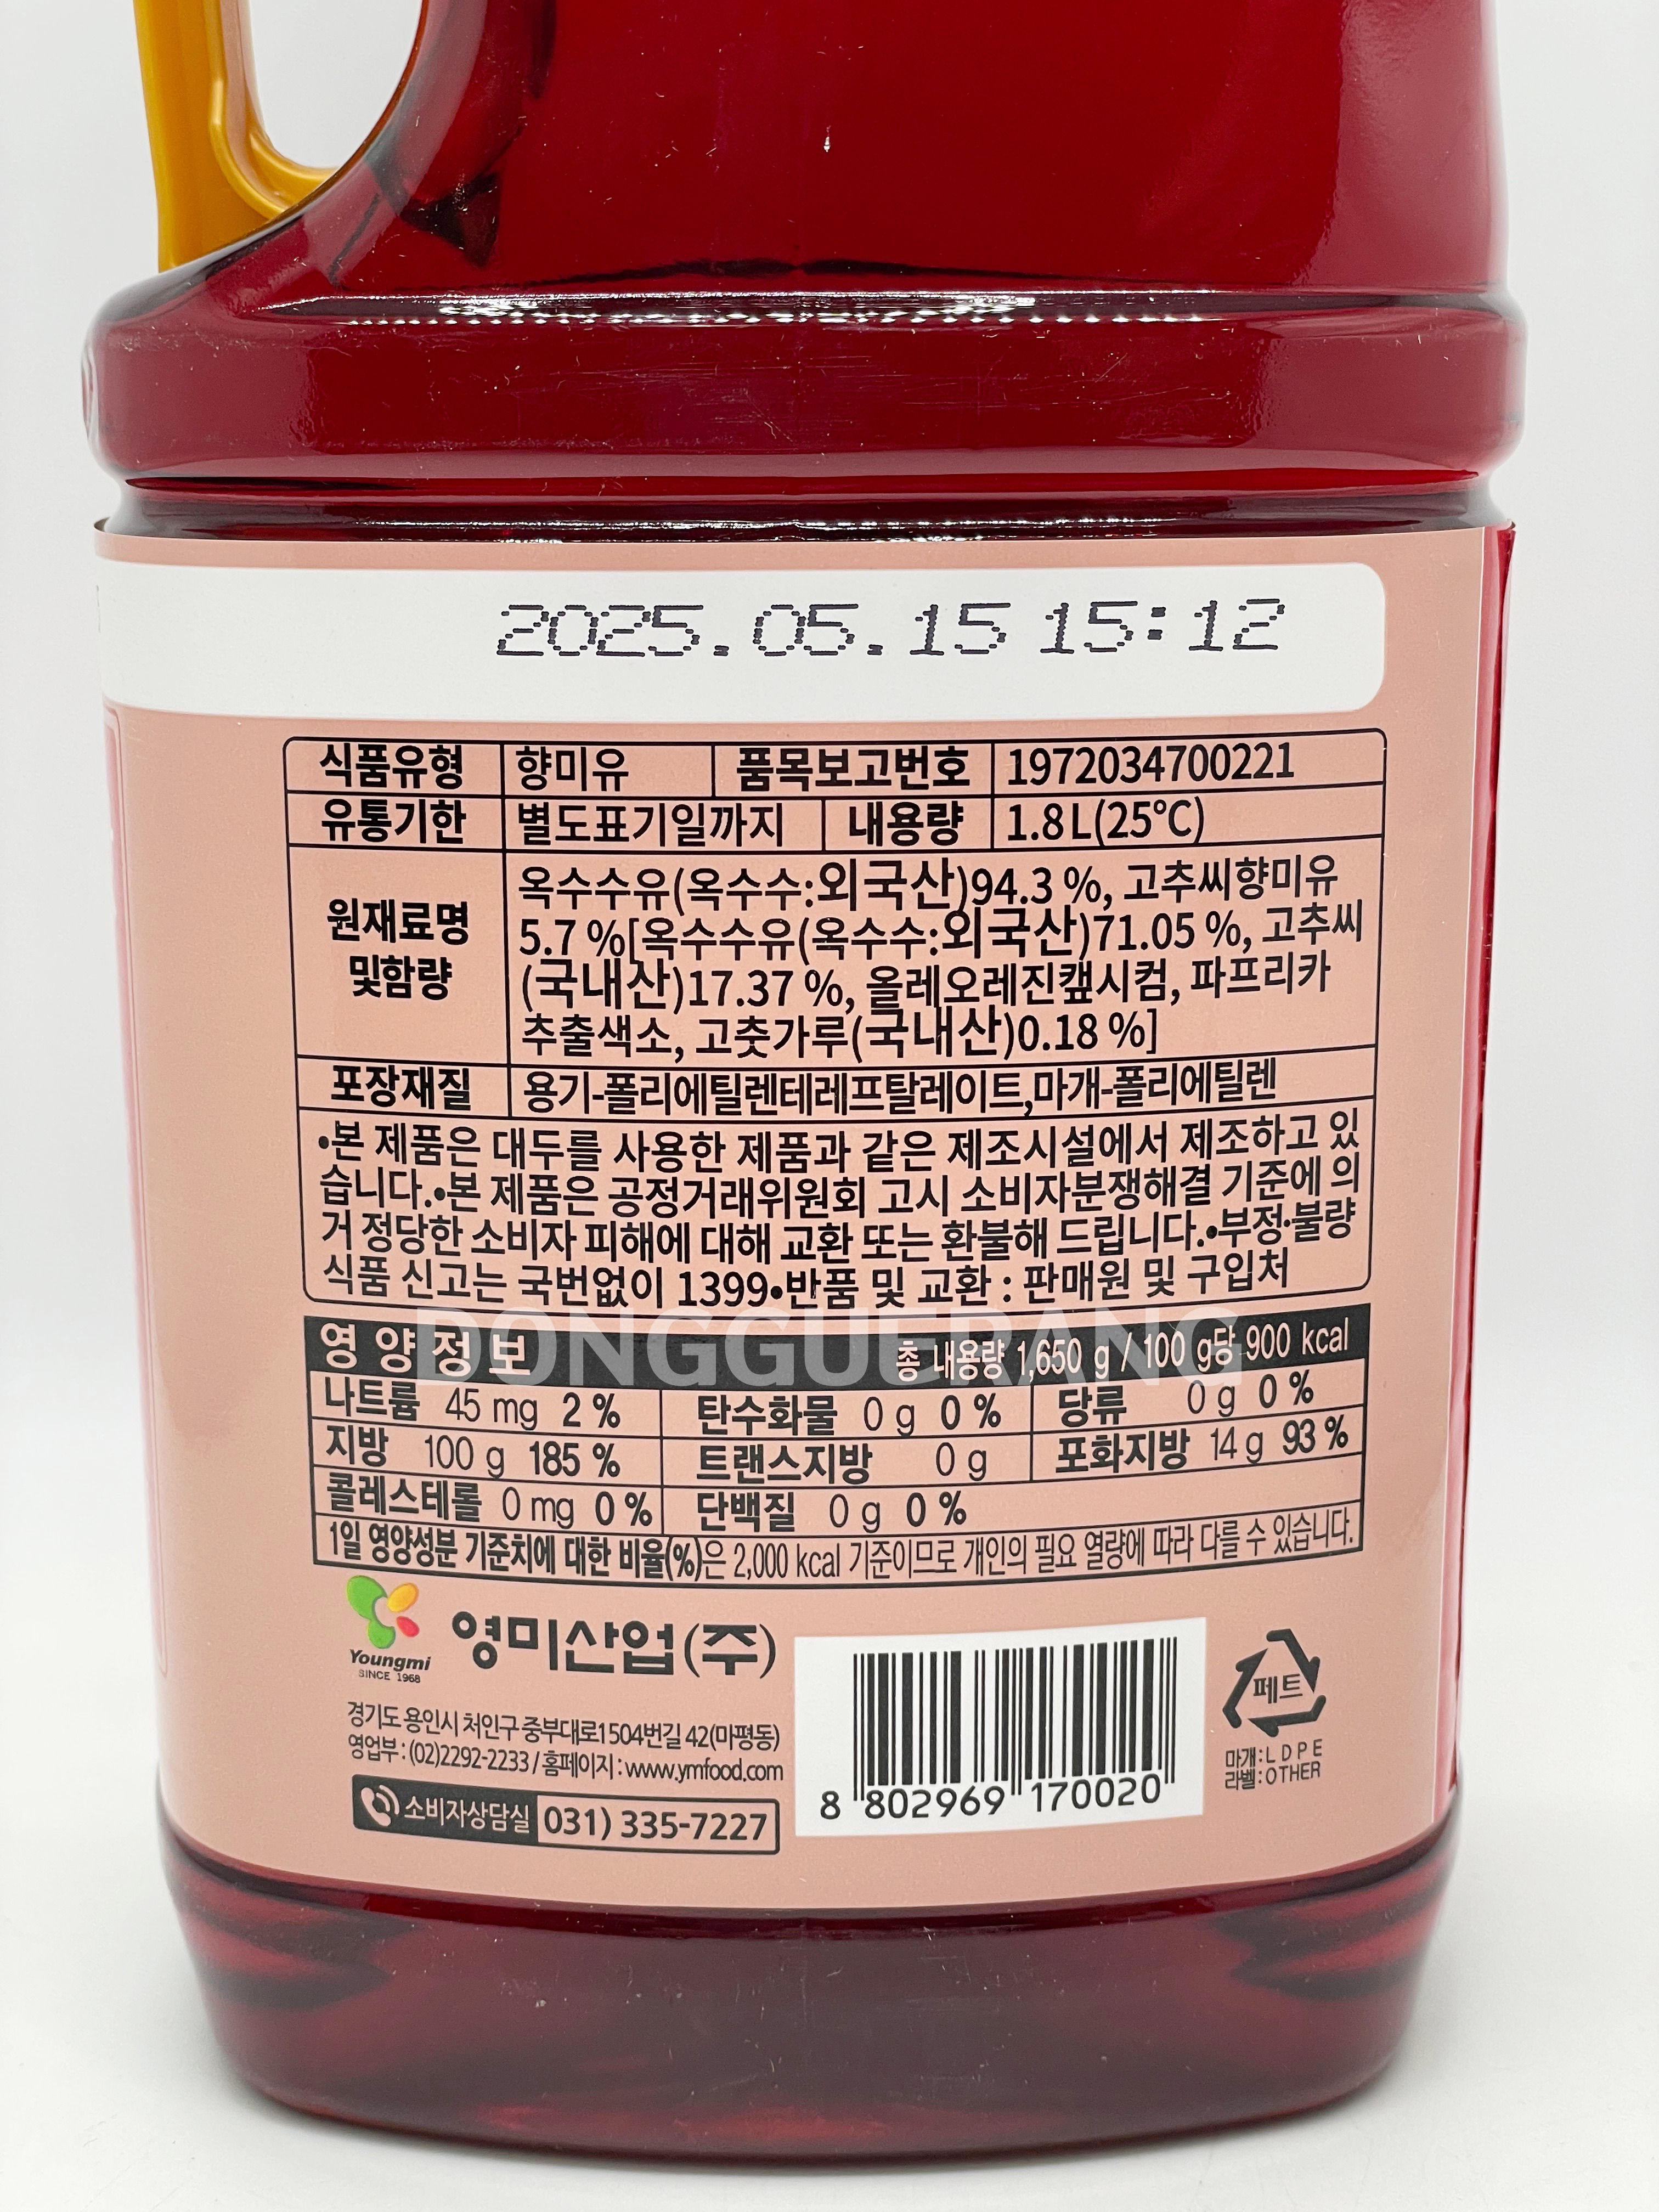 2025.05.15 15:12
식품유형 향미유 품목보고번호 1972034700221
유통기한 별도표기일까지 내용량 1.8L(25℃)
원재료명 및함량
옥수수유(옥수수:외국산)94.3 %, 고추씨향미유
5.7 %[옥수수유(옥수수:외국산)71.05 %, 고추씨
(국내산)17.37 %, 올레오레진캪시컴, 파프리카
추출색소, 고춧가루(국내산)0.18 %]
포장재질 용기-폴리에틸렌테레프탈레이트,마개-폴리에틸렌
•본 제품은 대두를 사용한 제품과 같은 제조시설에서 제조하고 있
습니다.•본 제품은 공정거래위원회 고시 소비자분쟁해결 기준에 의
거 정당한 소비자 피해에 대해 교환 또는 환불해 드립니다.•부정·불량
식품 신고는 국번없이 1399•반품 및 교환 : 판매원 및 구입처
DONGGUERANG
영양정보 총 내용량 1,650 g / 100 g당 900 kcal
나트륨 45 mg 2 % 탄수화물 0 g 0 % 당류 0 g 0 %
지방 100 g 185 % 트랜스지방 0 g 포화지방 14 g 93 %
콜레스테롤 0 mg 0 % 단백질 0 g 0 %
1일 영양성분 기준치에 대한 비율(%)은 2,000 kcal 기준이므로 개인의 필요 열량에 따라 다를 수 있습니다.
Youngmi
SINCE 1968
영미산업(주)
경기도 용인시 처인구 중부대로1504번길 42(마평동)
영업부 : (02)2292-2233 / 홈페이지 : www.ymfood.com
소비자상담실 031) 335-7227
8 802969 170020
페트
마개:LDPE
라벨:OTHER